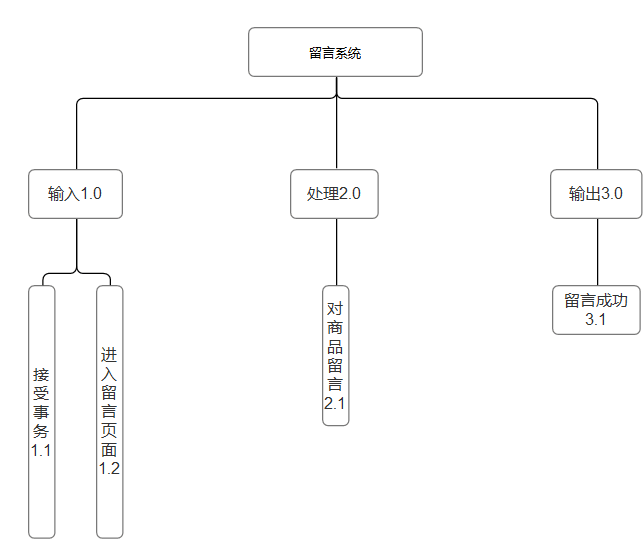 留言系统
输入1.0
处理2.0
输出3.0
接受事务1.1
进入留言页面1.2
对商品留言2.1
留言成功
3.1